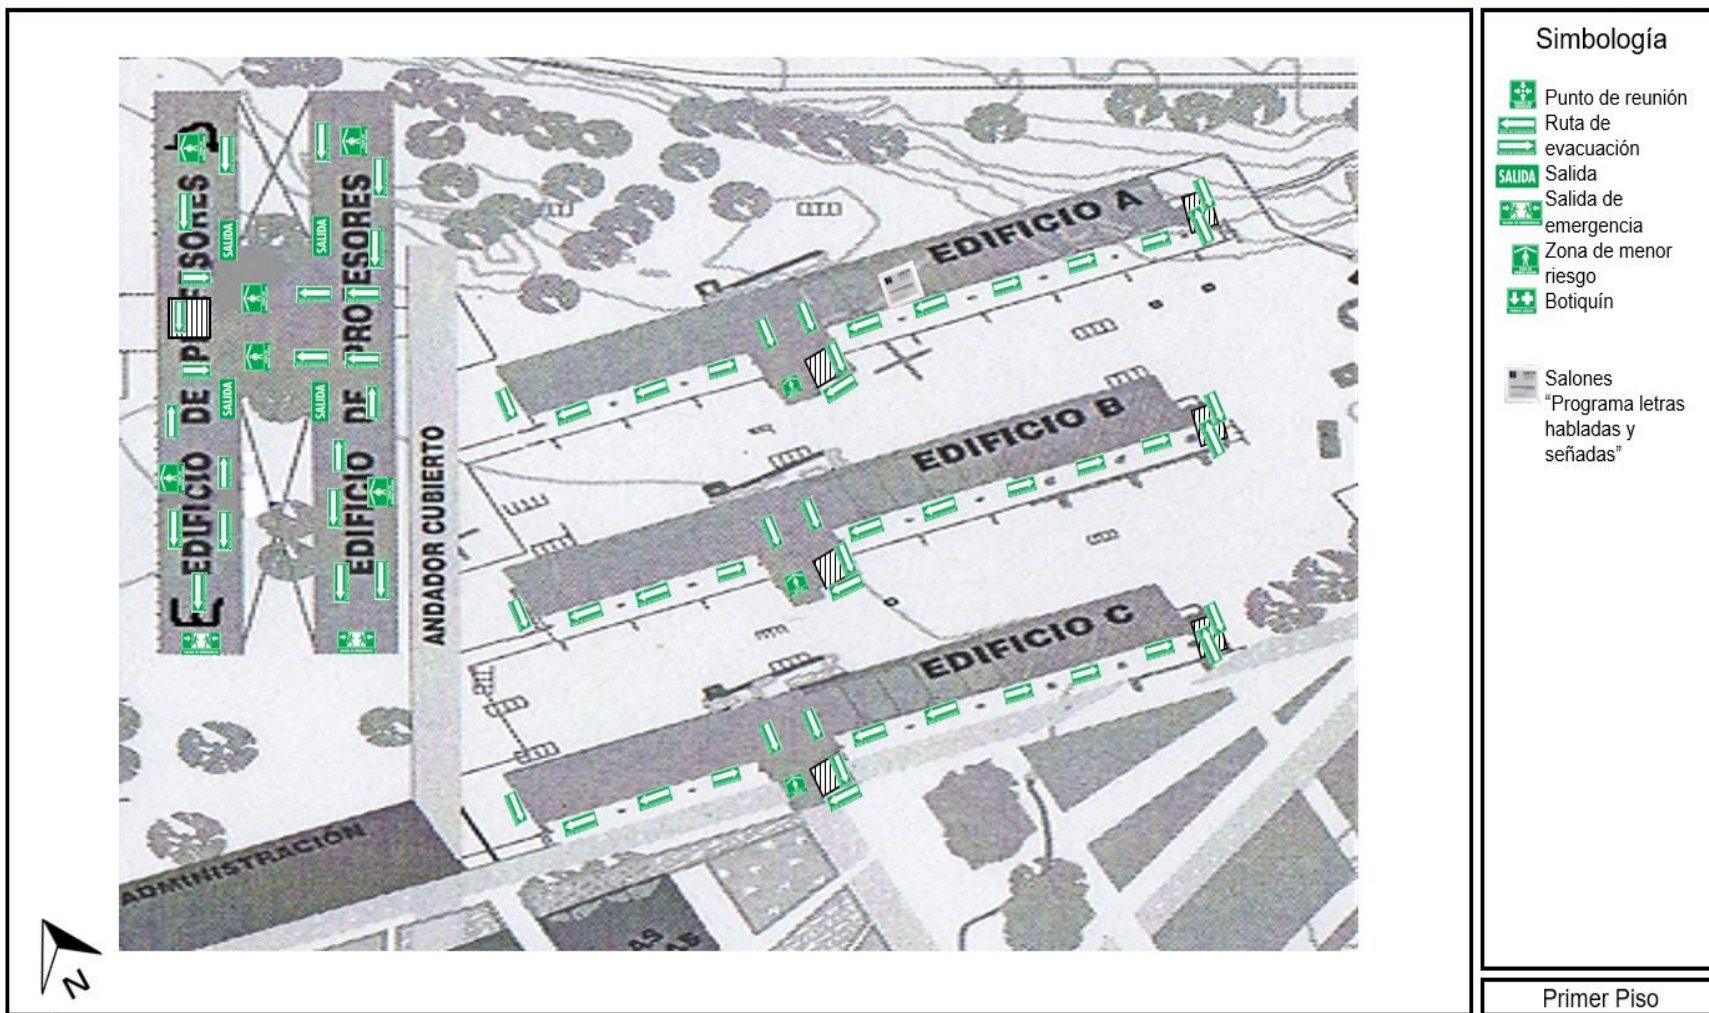 Simbología
Punto de reunión
Ruta de
evacuación
SALIDA
Salida
Salida de
emergencia
Zona de menor
riesgo
Botiquín
Salones
“Programa letras
habladas y
señadas”
Primer Piso
EDIFICIO DE PROFESORES
EDIFICIO DE PROFESORES
SALIDA
SALIDA
SALIDA
SALIDA
ANDADOR CUBIERTO
EDIFICIO A
EDIFICIO B
EDIFICIO C
ADMINISTRACIÓN
N